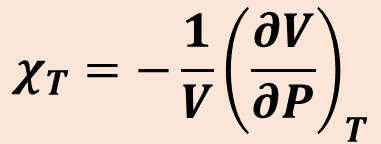 χ_T = − 1/V (∂V/∂P)_T